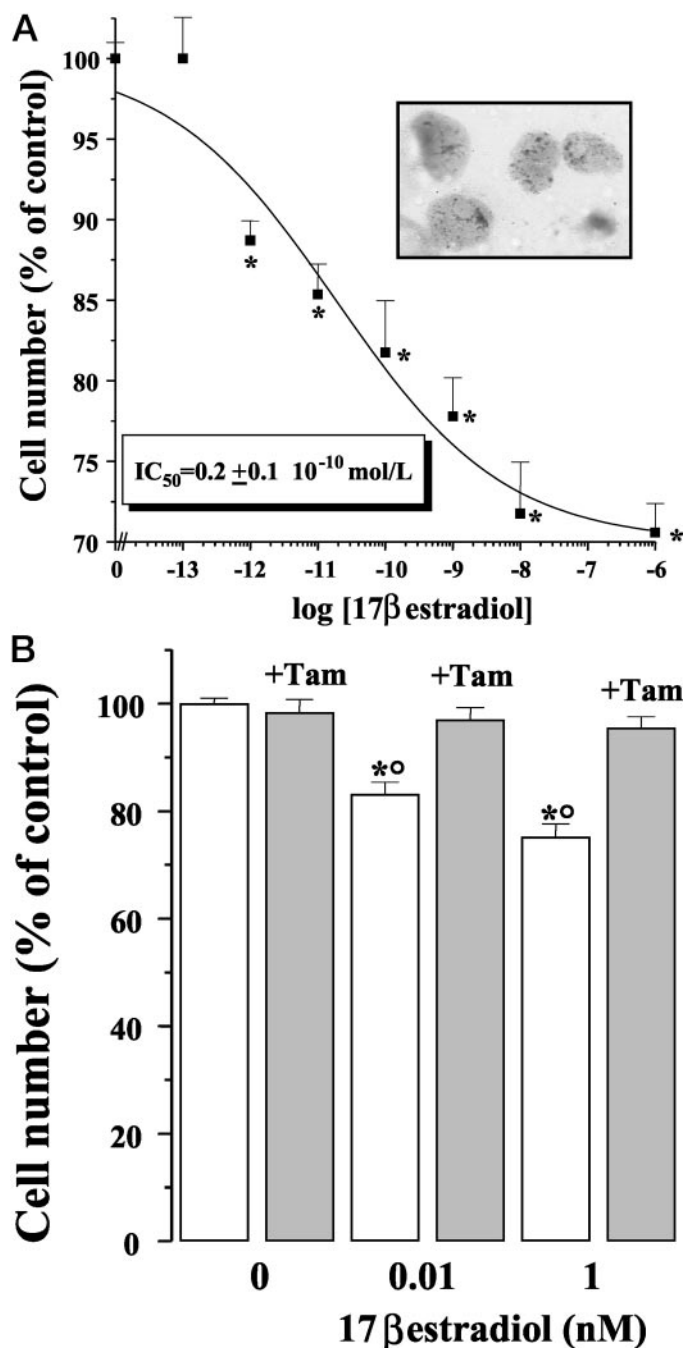 A
Cell number (% of control)
100
95
90
85
80
75
70
*
*
*
*
*
*
IC50=0.2 ±0.1 10-10 mol/L
0 -13 -12 -11 -10 -9 -8 -7 -6
log [17β estradiol]
B
Cell number (% of control)
+Tam +Tam +Tam
100
80
60
40
20
0
*°
*°
0 0.01 1
17 β estradiol (nM)